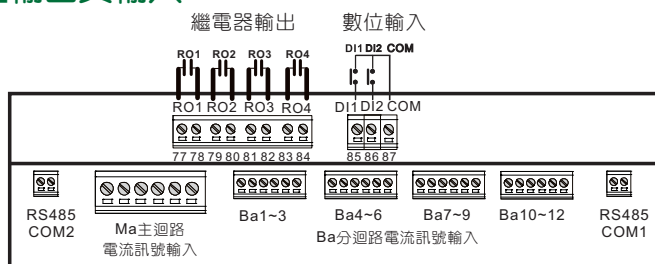 繼電器輸出 數位輸入
RO1 RO2 RO3 RO4 DI1 DI2 COM
RO1 RO2 RO3 RO4 DI1 DI2 COM
77 78 79 80 81 82 83 84 85 86 87
RS485 COM2
Ma主迴路
電流訊號輸入
Ba1~3 Ba4~6 Ba7~9 Ba10~12
Ba分迴路電流訊號輸入
RS485 COM1